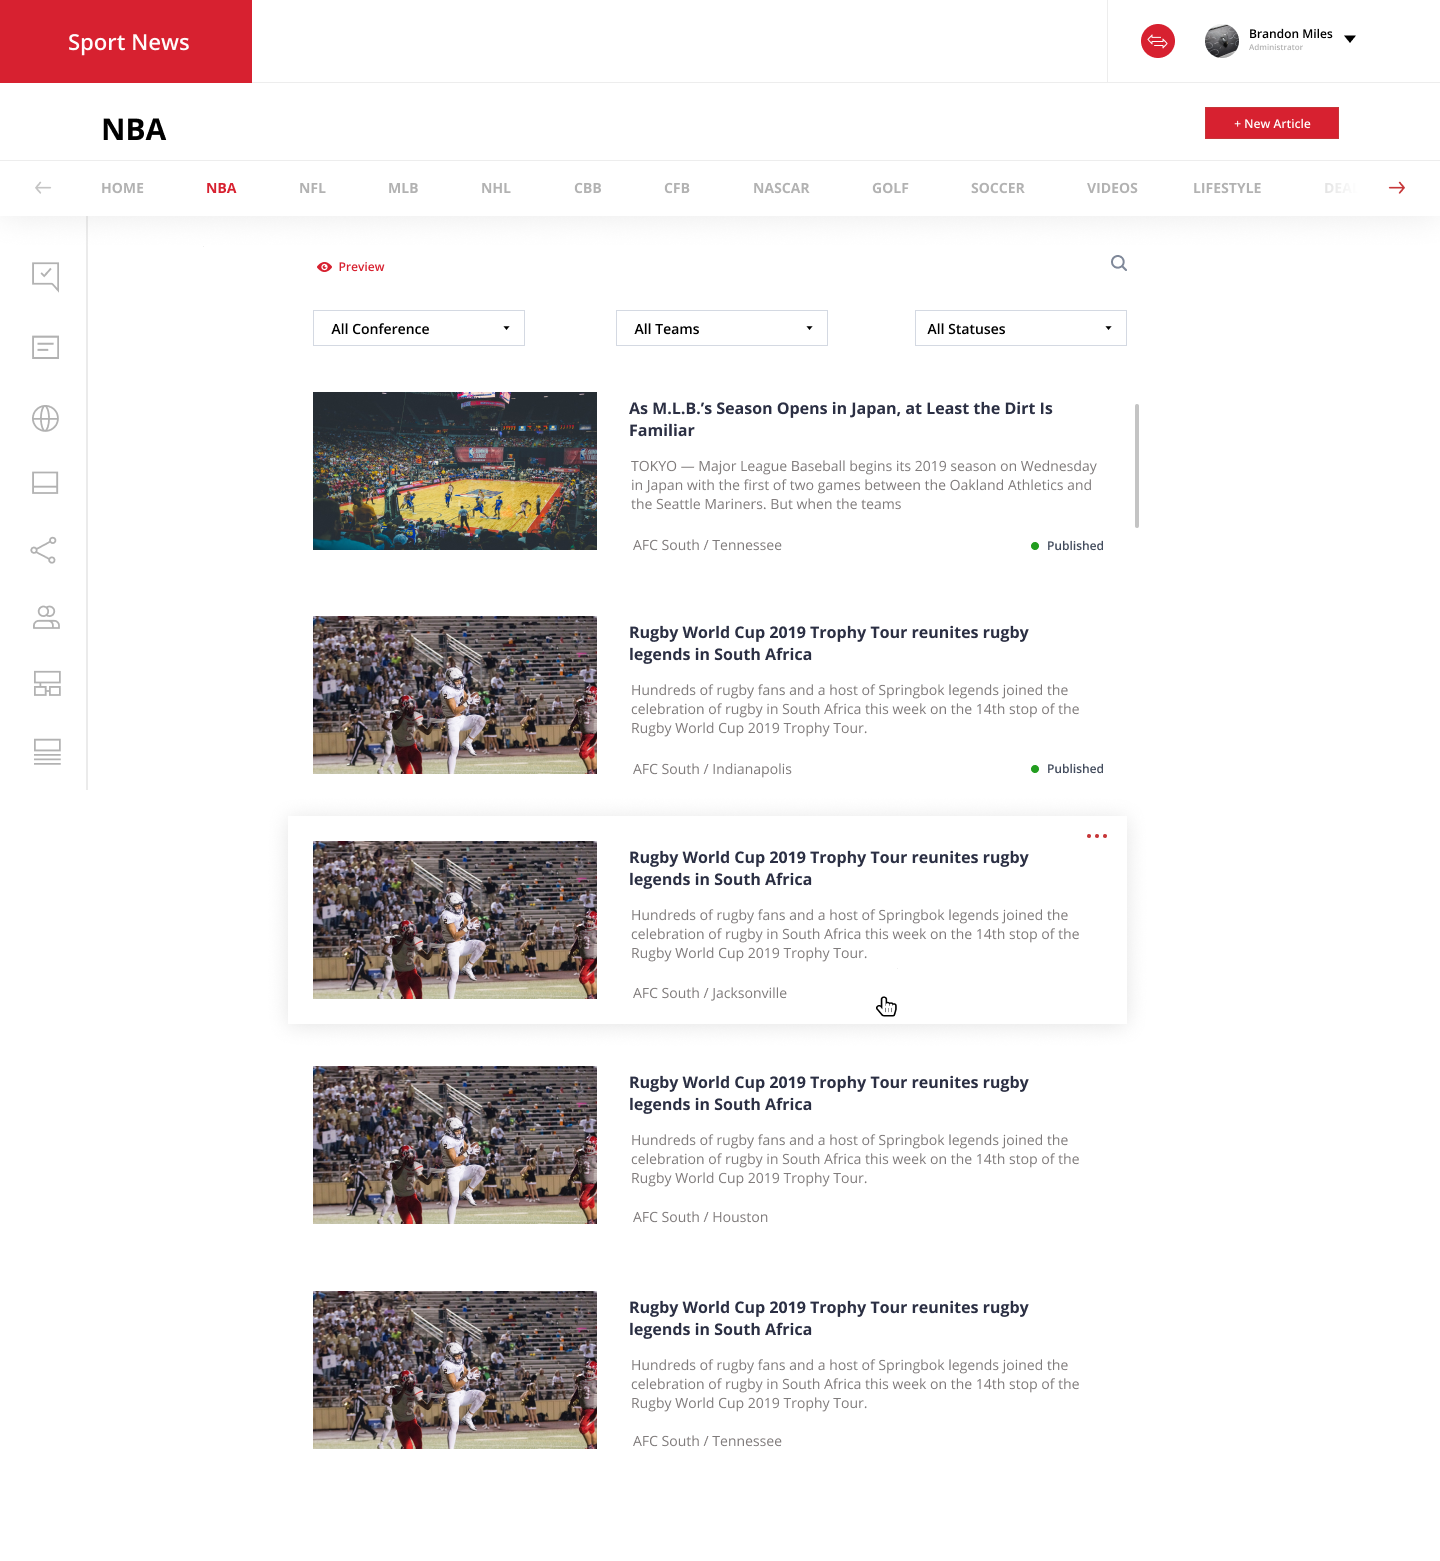 Sport News
Brandon Miles
Administrator
NBA
+ New Article
HOME NBA NFL MLB NHL CBB CFB NASCAR GOLF SOCCER VIDEOS LIFESTYLE
Preview
All Conference All Teams All Statuses
As M.L.B.’s Season Opens in Japan, at Least the Dirt Is
Familiar
TOKYO — Major League Baseball begins its 2019 season on Wednesday
in Japan with the first of two games between the Oakland Athletics and
the Seattle Mariners. But when the teams
AFC South / Tennessee Published
Rugby World Cup 2019 Trophy Tour reunites rugby
legends in South Africa
Hundreds of rugby fans and a host of Springbok legends joined the
celebration of rugby in South Africa this week on the 14th stop of the
Rugby World Cup 2019 Trophy Tour.
AFC South / Indianapolis Published
Rugby World Cup 2019 Trophy Tour reunites rugby
legends in South Africa
Hundreds of rugby fans and a host of Springbok legends joined the
celebration of rugby in South Africa this week on the 14th stop of the
Rugby World Cup 2019 Trophy Tour.
AFC South / Jacksonville
Rugby World Cup 2019 Trophy Tour reunites rugby
legends in South Africa
Hundreds of rugby fans and a host of Springbok legends joined the
celebration of rugby in South Africa this week on the 14th stop of the
Rugby World Cup 2019 Trophy Tour.
AFC South / Houston
Rugby World Cup 2019 Trophy Tour reunites rugby
legends in South Africa
Hundreds of rugby fans and a host of Springbok legends joined the
celebration of rugby in South Africa this week on the 14th stop of the
Rugby World Cup 2019 Trophy Tour.
AFC South / Tennessee